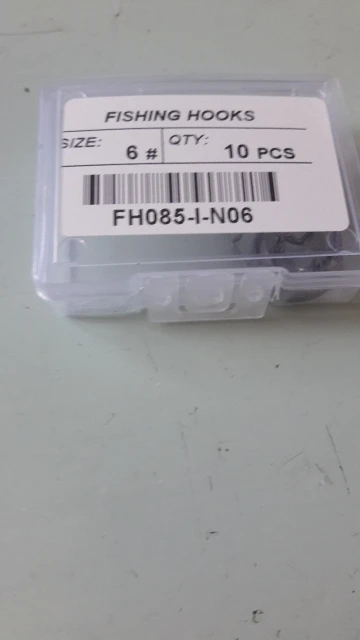 FISHING HOOKS
SIZE: 6 # QTY: 10 PCS
FH085-I-N06